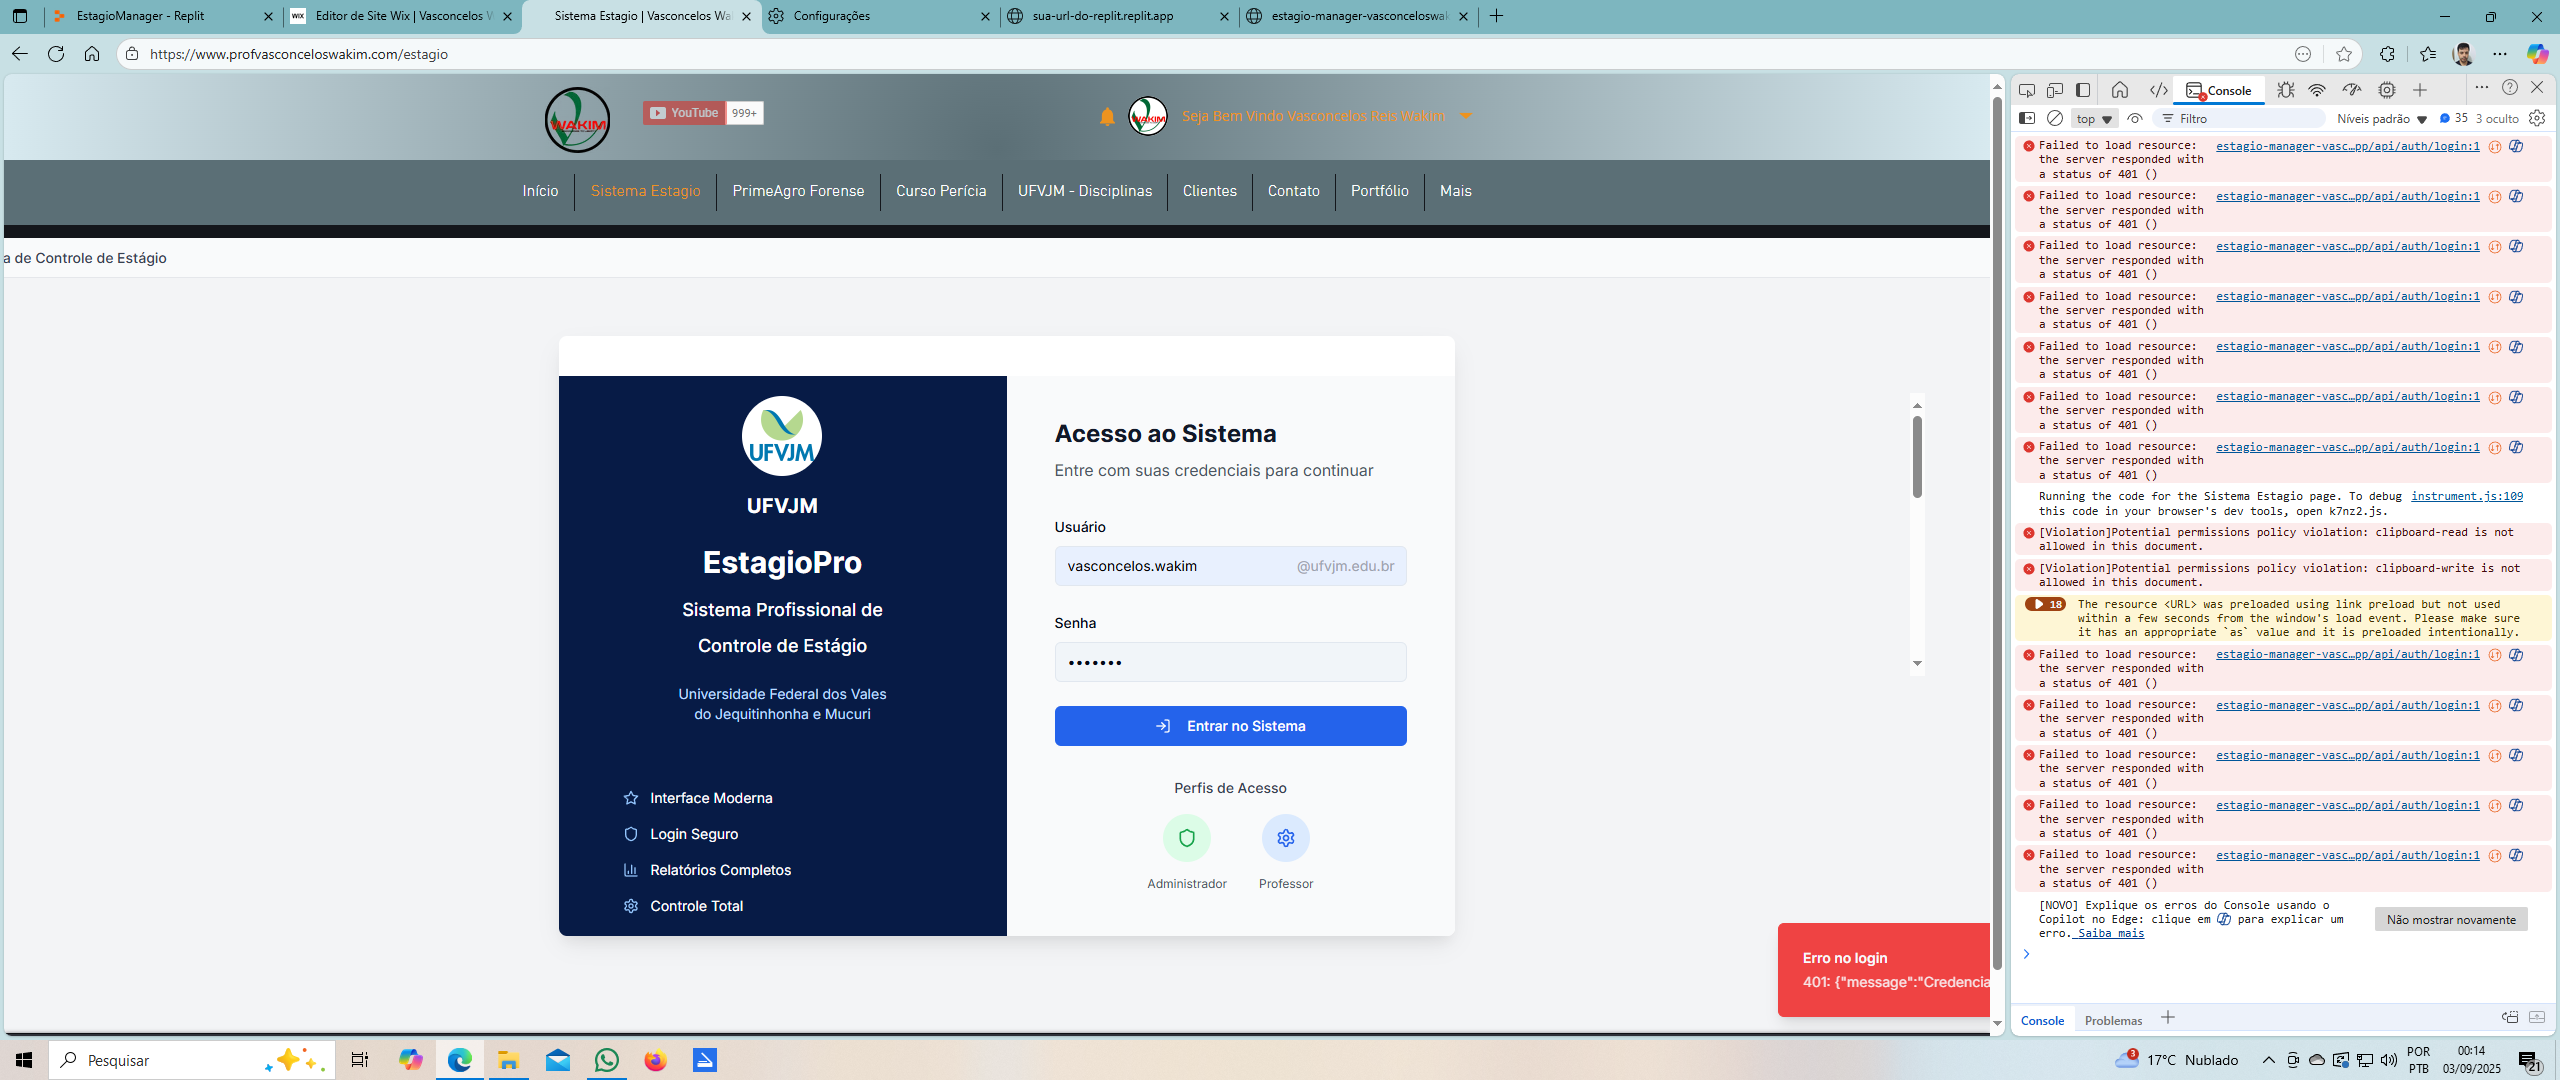 EstagioManager - Replit
Editor de Site Wix | Vasconcelos
Sistema Estagio | Vasconcelos Wa
Configurações
sua-url-do-replit.replit.app
estagio-manager-vasconceloswak
https://www.profvasconceloswakim.com/estagio
WAKIM
YouTube 999+
WAKIM
Seja Bem Vindo Vasconcelos Reis Wakim
Início
Sistema Estagio
PrimeAgro Forense
Curso Perícia
UFVJM - Disciplinas
Clientes
Contato
Portfólio
Mais
a de Controle de Estágio
UFVJM
UFVJM
EstagioPro
Sistema Profissional de
Controle de Estágio
Universidade Federal dos Vales
do Jequitinhonha e Mucuri
Interface Moderna
Login Seguro
Relatórios Completos
Controle Total
Acesso ao Sistema
Entre com suas credenciais para continuar
Usuário
vasconcelos.wakim @ufvjm.edu.br
Senha
•••••••
Entrar no Sistema
Perfis de Acesso
Administrador
Professor
Erro no login
401: {"message":"Credencia
Console
top
Filtro
Níveis padrão
35
3 oculto
Failed to load resource: estagio-manager-vasc…pp/api/auth/login:1
the server responded with
a status of 401 ()
Failed to load resource: estagio-manager-vasc…pp/api/auth/login:1
the server responded with
a status of 401 ()
Failed to load resource: estagio-manager-vasc…pp/api/auth/login:1
the server responded with
a status of 401 ()
Failed to load resource: estagio-manager-vasc…pp/api/auth/login:1
the server responded with
a status of 401 ()
Failed to load resource: estagio-manager-vasc…pp/api/auth/login:1
the server responded with
a status of 401 ()
Failed to load resource: estagio-manager-vasc…pp/api/auth/login:1
the server responded with
a status of 401 ()
Failed to load resource: estagio-manager-vasc…pp/api/auth/login:1
the server responded with
a status of 401 ()
Running the code for the Sistema Estagio page. To debug instrument.js:109
this code in your browser's dev tools, open k7nz2.js.
[Violation]Potential permissions policy violation: clipboard-read is not
allowed in this document.
[Violation]Potential permissions policy violation: clipboard-write is not
allowed in this document.
18 The resource <URL> was preloaded using link preload but not used
within a few seconds from the window's load event. Please make sure
it has an appropriate `as` value and it is preloaded intentionally.
Failed to load resource: estagio-manager-vasc…pp/api/auth/login:1
the server responded with
a status of 401 ()
Failed to load resource: estagio-manager-vasc…pp/api/auth/login:1
the server responded with
a status of 401 ()
Failed to load resource: estagio-manager-vasc…pp/api/auth/login:1
the server responded with
a status of 401 ()
Failed to load resource: estagio-manager-vasc…pp/api/auth/login:1
the server responded with
a status of 401 ()
Failed to load resource: estagio-manager-vasc…pp/api/auth/login:1
the server responded with
a status of 401 ()
[NOVO] Explique os erros do Console usando o
Copilot no Edge: clique em para explicar um
erro. Saiba mais
Não mostrar novamente
Console
Problemas
Pesquisar
3
17°C Nublado
POR
PTB
00:14
03/09/2025
21